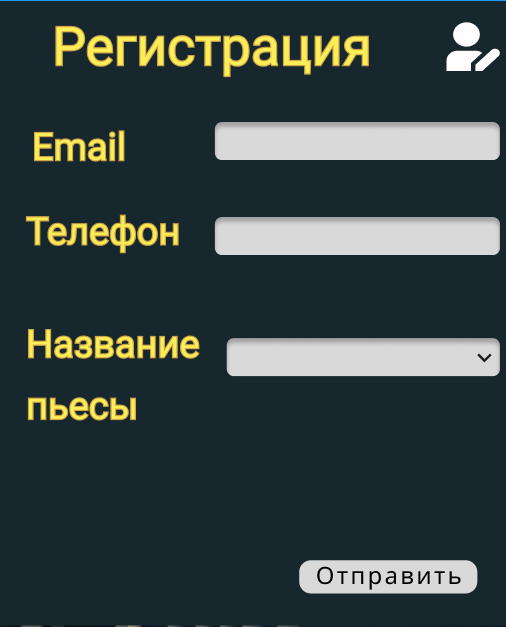 Регистрация
Email
Телефон
Название
пьесы
Отправить